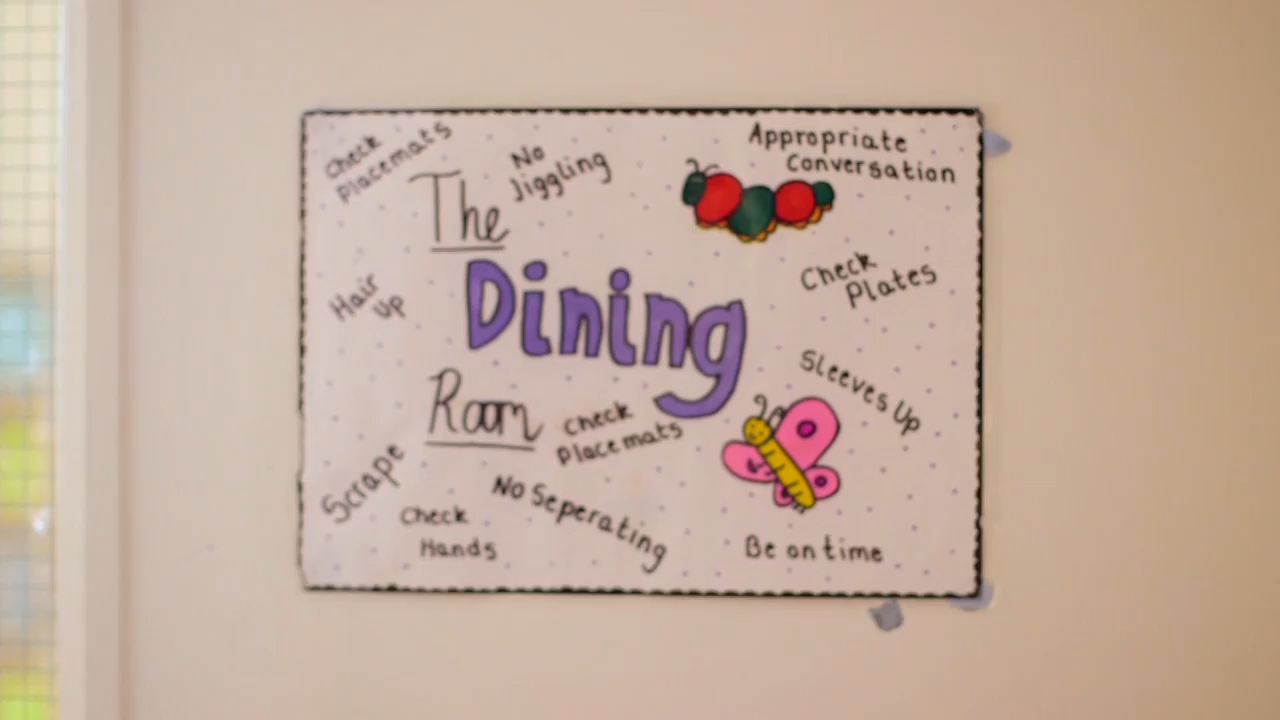 Check
Placemats
No
Jiggling
Appropriate
Conversation
The
Hair
Up
Dining
Check
Plates
Sleeves Up
Room
Check
Placemats
Scrape
Check
Hands
No Seperating
Be on time